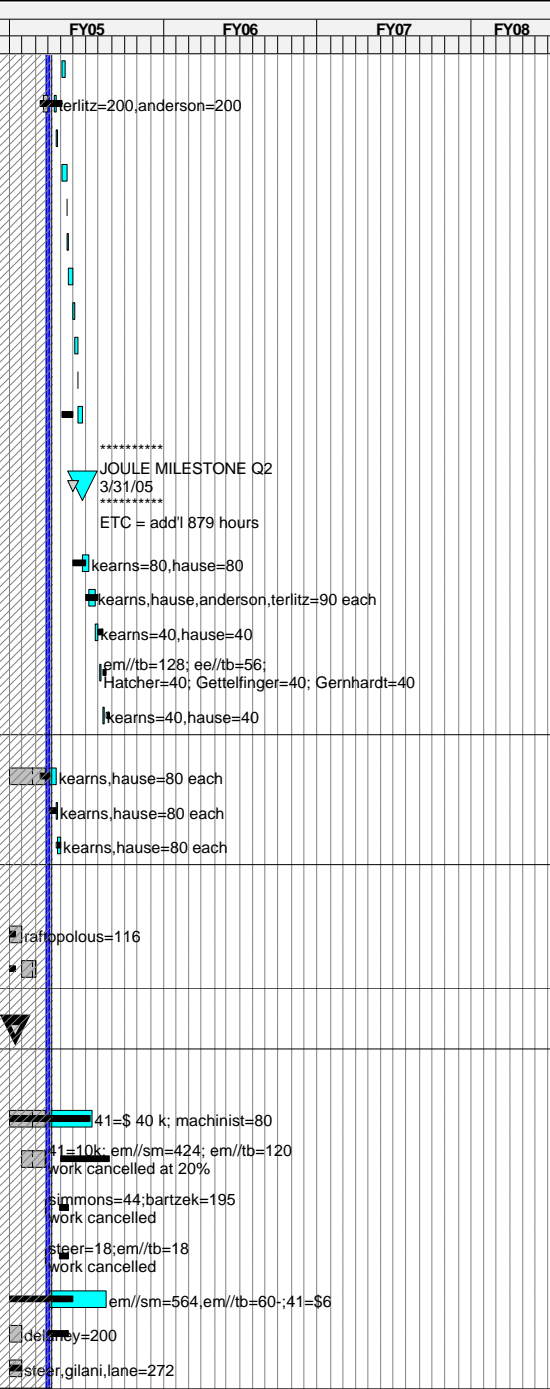 FY05 FY06 FY07 FY08
terlitz=200,anderson=200
**********
JOULE MILESTONE Q2
3/31/05
**********
ETC = add'l 879 hours
kearns=80,hause=80
kearns,hause,anderson,terlitz=90 each
kearns=40,hause=40
em//tb=128; ee//tb=56;
Hatcher=40; Gettelfinger=40; Gernhardt=40
kearns=40,hause=40
kearns,hause=80 each
kearns,hause=80 each
kearns,hause=80 each
raftopolous=116
41=$ 40 k; machinist=80
41=10k; em//sm=424; em//tb=120
work cancelled at 20%
simmons=44;bartzek=195
work cancelled
steer=18;em//tb=18
work cancelled
em//sm=564,em//tb=60-;41=$6
delaney=200
steer,gilani,lane=272